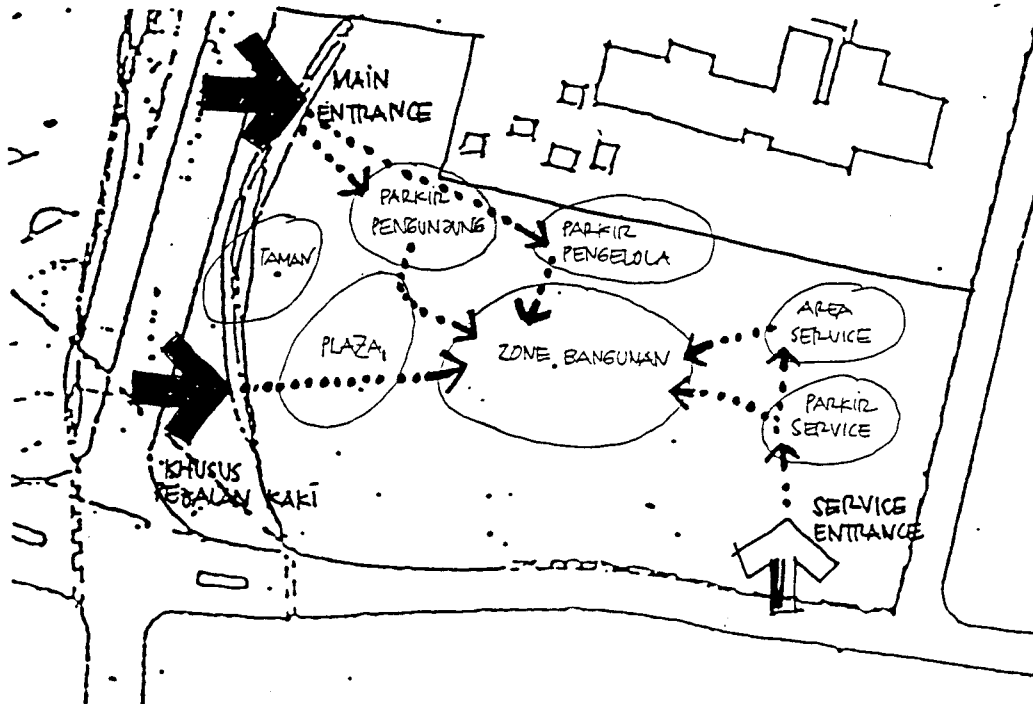 MAIN
ENTRANCE
PARKIR
PENGUNJUNG
PARKIR
PENGELOLA
TAMAN
PLAZA
ZONE BANGUNAN
AREA
SERVICE
PARKIR
SERVICE
KHUSUS
PEJALAN KAKI
SERVICE
ENTRANCE